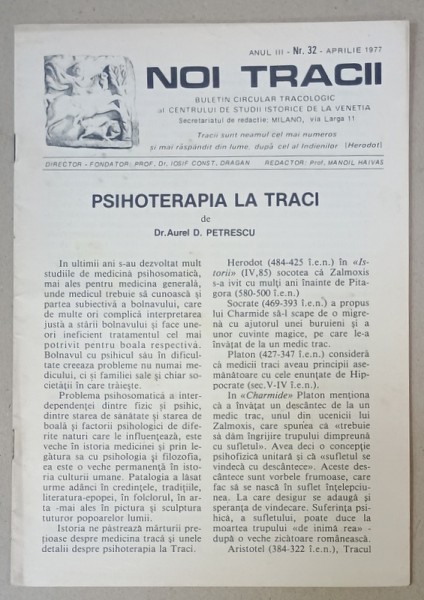 ANUL III - Nr. 32 - APRILIE 1977
NOI TRACII
BULETIN CIRCULAR TRACOLOGIC
al CENTRULUI DE STUDII ISTORICE DE LA VENETIA
Secretariatul de redactie: MILANO, via Larga 11
Tracii sunt neamul cel mai numeros
și mai răspândit din lume, după cel al Indienilor (Herodot)
DIRECTOR - FONDATOR: PROF. Dr. IOSIF CONST. DRAGAN REDACTOR: Prof. MANOIL HAIVAS
PSIHOTERAPIA LA TRACI
de
Dr. Aurel D. PETRESCU
In ultimii ani s-au dezvoltat mult
studiile de medicină psihosomatică,
mai ales pentru medicina generală,
unde medicul trebuie să cunoască și
partea subiectivă a bolnavului, care
de multe ori complică interpretarea
justă a stării bolnavului și face une-
ori ineficient tratamentul cel mai
potrivit pentru boala respectivă.
Bolnavul cu psihicul său în dificul-
tate creeaza probleme nu numai me-
dicului, ci și familiei sale și chiar so-
cietății în care trăiește.
Problema psihosomatică a inter-
dependenței dintre fizic și psihic,
dintre starea de sănătate și starea de
boală și factorii psihologici de dife-
rite naturi care le influențează, este
veche în istoria medicinei și prin le-
gătura sa cu psihologia și filozofia,
ea este o veche permanență în isto-
ria culturii umane. Patalogia a lăsat
urme adânci în credințele, tradițiile,
literatura-epopei, în folclorul, în ar-
ta -mai ales în pictura și sculptura
tuturor popoarelor lumii.
Istoria ne păstrează mărturii pre-
țioase despre medicina tracă și unele
detalii despre psihoterapia la Traci.
Herodot (484-425 î.e.n.) în «Is-
torii» (IV,85) socotea că Zalmoxis
s-a ivit cu mulți ani înainte de Pita-
gora (580-500 î.e.n.)
Socrate (469-393 î.e.n.) a propus
lui Charmide să-l scape de o migre-
nă cu ajutorul unei buruieni și a
unor cuvinte magice, pe care le-a
învățat de la un medic trac.
Platon (427-347 î.e.n.) consideră
că medicii traci aveau principii ase-
mănătoare cu cele enunțate de Hip-
pocrate (sec.V-IV î.e.n.).
In «Charmide» Platon menționa
că a învățat un descântec de la un
medic trac, unul din ucenicii lui
Zalmoxis, care spunea că «trebuie
să dăm îngrijire trupului dimpreună
cu sufletul». Avea deci o concepție
psihofizică unitară și că «sufletul se
vindecă cu descântece». Aceste des-
cântece sunt vorbele frumoase, care
fac să se nască în suflet înțelepciu-
nea. La care desigur se adaugă și
speranța de vindecare. Suferința psi-
hică, a sufletului, poate duce la
moartea trupului «de inimă rea» -
după o veche zicătoare românească.
Aristotel (384-322 î.e.n.), Tracul